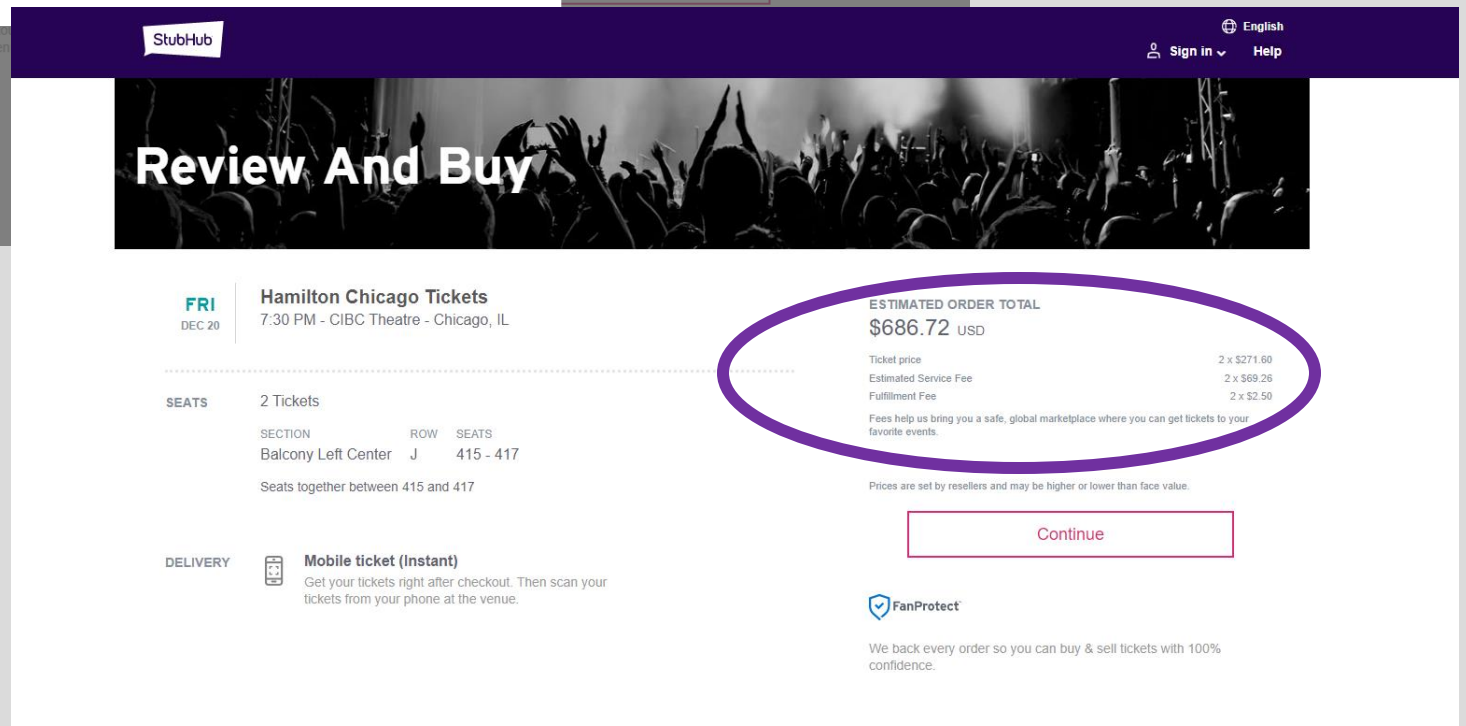 StubHub
English
Sign in
Help
Review And Buy
FRI
DEC 20
Hamilton Chicago Tickets
7:30 PM - CIBC Theatre - Chicago, IL
SEATS
2 Tickets
SECTION ROW SEATS
Balcony Left Center J 415 - 417
Seats together between 415 and 417
DELIVERY
Mobile ticket (Instant)
Get your tickets right after checkout. Then scan your
tickets from your phone at the venue.
ESTIMATED ORDER TOTAL
$686.72 USD
Ticket price 2 x $271.60
Estimated Service Fee 2 x $69.26
Fulfillment Fee 2 x $2.50
Fees help us bring you a safe, global marketplace where you can get tickets to your
favorite events.
Prices are set by resellers and may be higher or lower than face value.
Continue
FanProtect
We back every order so you can buy & sell tickets with 100%
confidence.